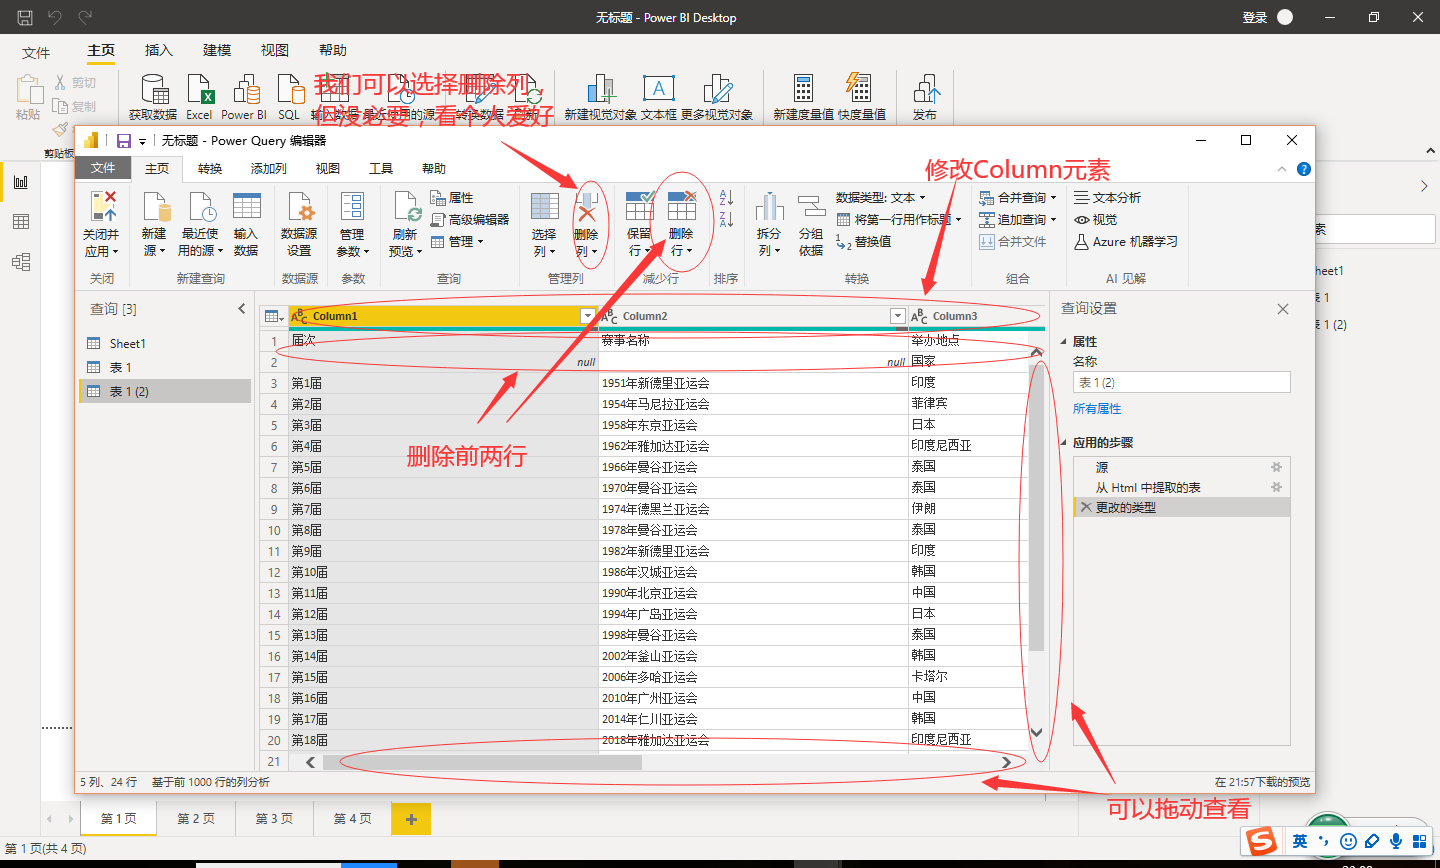 无标题 - Power BI Desktop
登录
文件 主页 插入 建模 视图 帮助
我们可以选择删除列，
但没必要，看个人爱好
粘贴
剪切
复制
剪贴板
获取数据 Excel Power BI SQL 输入数据 最近使用的源 转换数据 刷新
新建视觉对象 文本框 更多视觉对象
新建度量值 快度量值
发布
无标题 - Power Query 编辑器
文件 主页 转换 添加列 视图 工具 帮助
修改Column元素
关闭并
应用
关闭
新建
源
最近使
用的源
输入
数据
新建查询
数据源
设置
数据源
管理
参数
参数
刷新
预览
属性
高级编辑器
管理
查询
选择
列
删除
列
管理列
保留
行
删除
行
减少行
排序
拆分
列
分组
依据
数据类型: 文本
将第一行用作标题
替换值
转换
合并查询
追加查询
合并文件
组合
文本分析
视觉
Azure 机器学习
AI 见解
查询 [3]
Sheet1
表 1
表 1 (2)
Column1 Column2 Column3
1 届次 赛事名称 举办地点
2 null null 国家
3 第1届 1951年新德里亚运会 印度
4 第2届 1954年马尼拉亚运会 菲律宾
5 第3届 1958年东京亚运会 日本
6 第4届 1962年雅加达亚运会 印度尼西亚
7 第5届 1966年曼谷亚运会 泰国
8 第6届 1970年曼谷亚运会 泰国
9 第7届 1974年德黑兰亚运会 伊朗
10 第8届 1978年曼谷亚运会 泰国
11 第9届 1982年新德里亚运会 印度
12 第10届 1986年汉城亚运会 韩国
13 第11届 1990年北京亚运会 中国
14 第12届 1994年广岛亚运会 日本
15 第13届 1998年曼谷亚运会 泰国
16 第14届 2002年釜山亚运会 韩国
17 第15届 2006年多哈亚运会 卡塔尔
18 第16届 2010年广州亚运会 中国
19 第17届 2014年仁川亚运会 韩国
20 第18届 2018年雅加达亚运会 印度尼西亚
21
删除前两行
查询设置
属性
名称
表 1 (2)
所有属性
应用的步骤
源
从 Html 中提取的表
更改的类型
索
heet1
表 1
表 1 (2)
5 列、24 行 基于前 1000 行的列分析
在 21:57下载的预览
可以拖动查看
第 1 页 第 2 页 第 3 页 第 4 页
第 1 页(共 4 页)
英